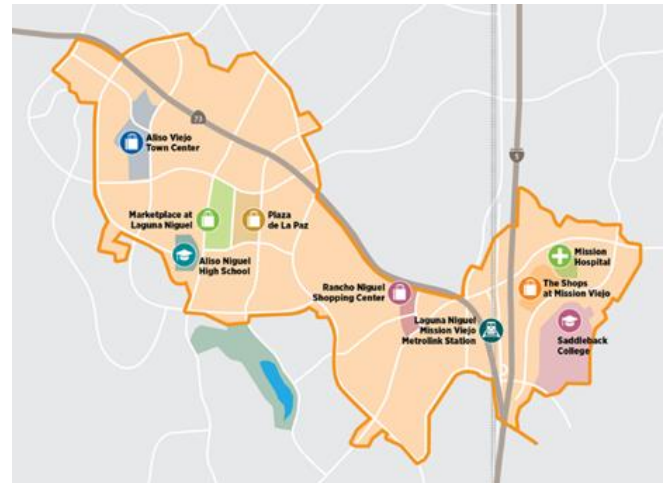 73
5
Aliso Viejo
Town Center
Marketplace at
Laguna Niguel
Plaza
de La Paz
Aliso Niguel
High School
Mission
Hospital
Rancho Niguel
Shopping Center
The Shops
at Mission Viejo
Laguna Niguel
Mission Viejo
Metrolink Station
Saddleback
College